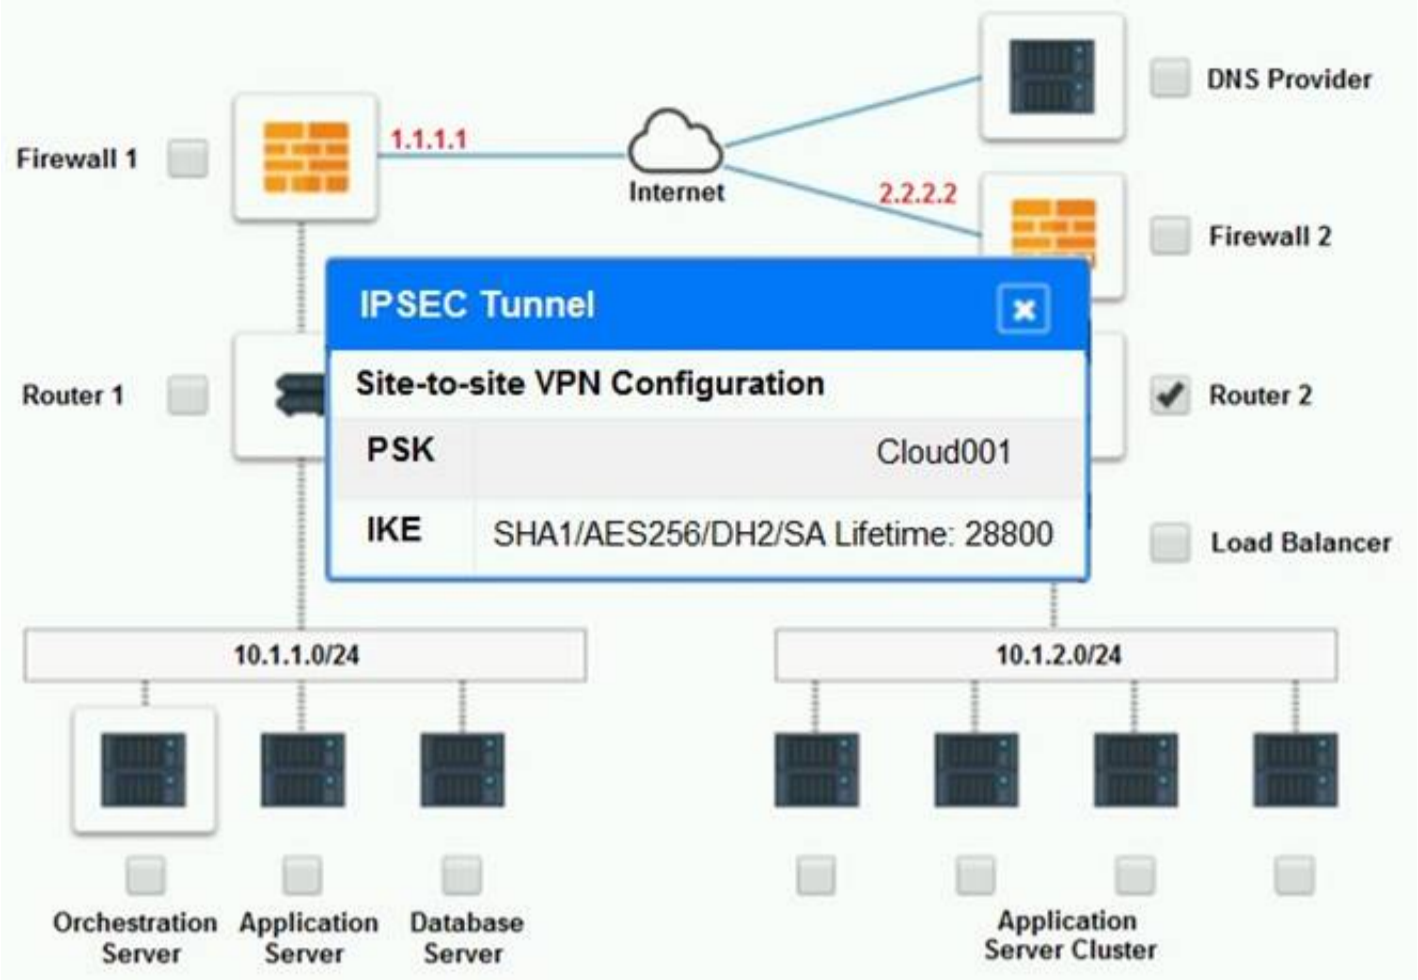 DNS Provider
1.1.1.1
Firewall 1
Internet
2.2.2.2
Firewall 2
IPSEC Tunnel
Site-to-site VPN Configuration
Router 1
Router 2
PSK Cloud001
IKE SHA1/AES256/DH2/SA Lifetime: 28800
Load Balancer
10.1.1.0/24
10.1.2.0/24
Orchestration
Server
Application
Server
Database
Server
Application
Server Cluster